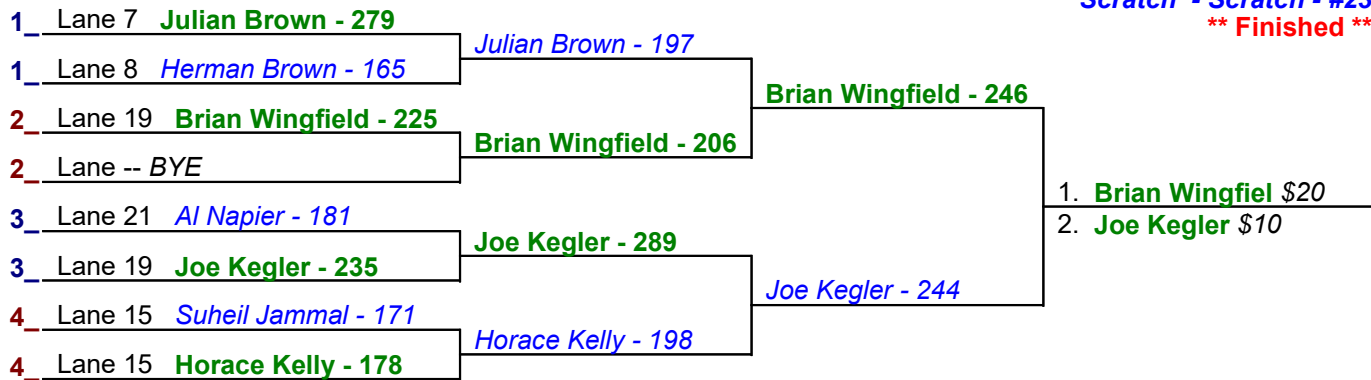 Scratch - Scratch - #23
** Finished **
1_ Lane 7 Julian Brown - 279
1_ Lane 8 Herman Brown - 165
2_ Lane 19 Brian Wingfield - 225
2_ Lane -- BYE
3_ Lane 21 Al Napier - 181
3_ Lane 19 Joe Kegler - 235
4_ Lane 15 Suheil Jammal - 171
4_ Lane 15 Horace Kelly - 178
Julian Brown - 197
Brian Wingfield - 206
Joe Kegler - 289
Horace Kelly - 198
Brian Wingfield - 246
Joe Kegler - 244
1. Brian Wingfiel $20
2. Joe Kegler $10